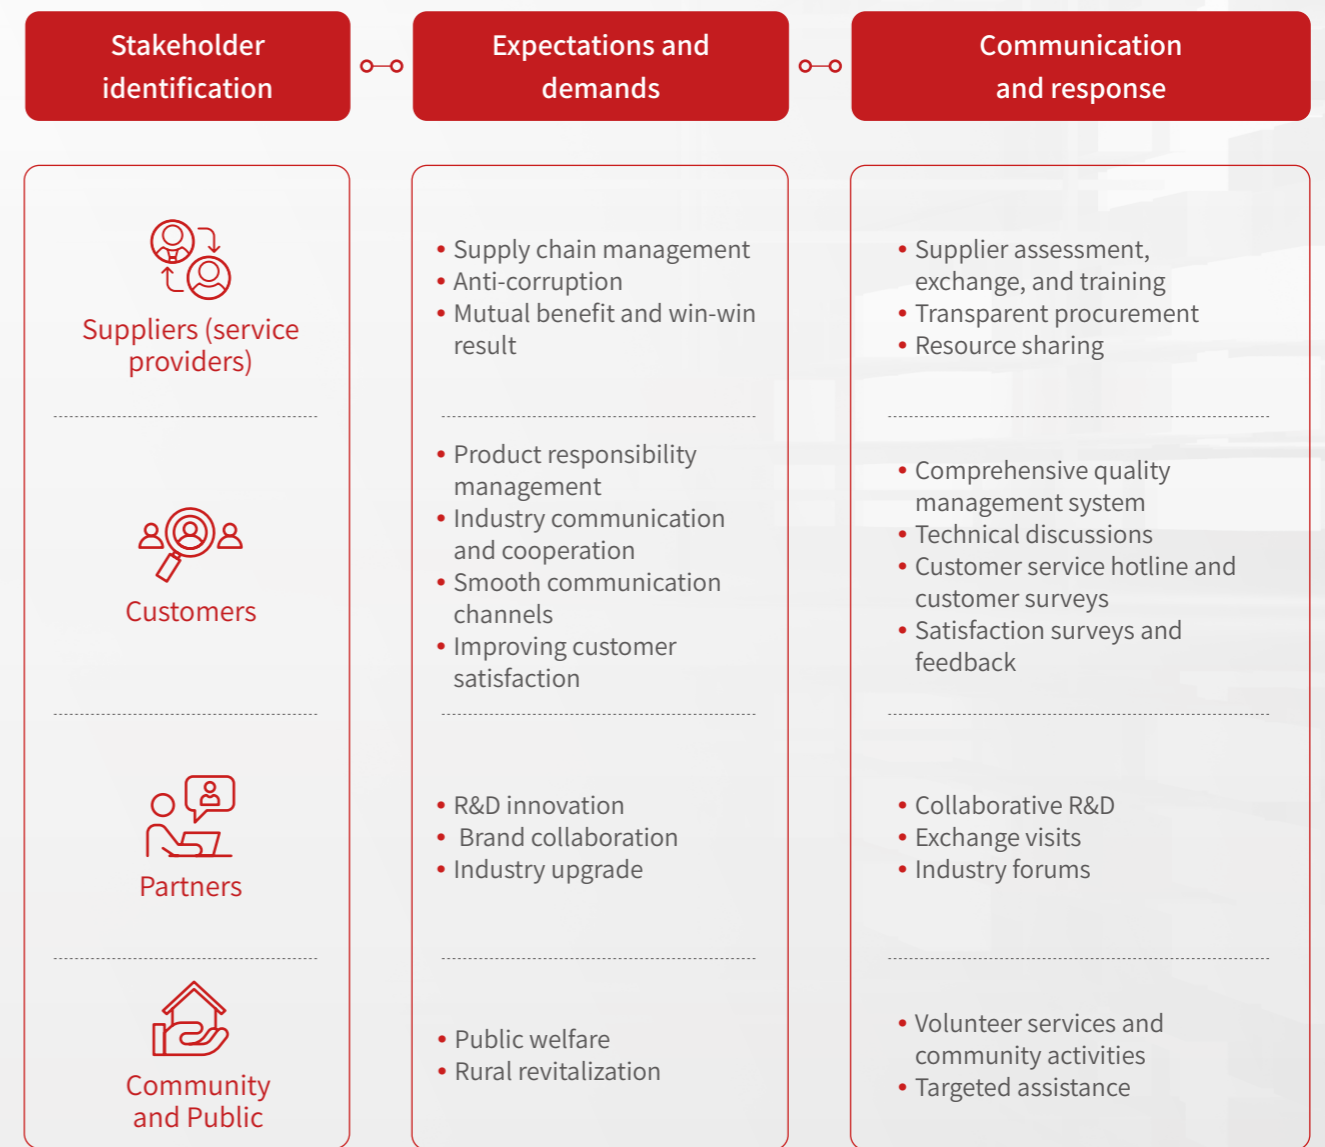 Stakeholder
identification
Expectations and
demands
Communication
and response
Suppliers (service
providers)
• Supply chain management
• Anti-corruption
• Mutual benefit and win-win
result
• Supplier assessment,
exchange, and training
• Transparent procurement
• Resource sharing
Customers
• Product responsibility
management
• Industry communication
and cooperation
• Smooth communication
channels
• Improving customer
satisfaction
• Comprehensive quality
management system
• Technical discussions
• Customer service hotline and
customer surveys
• Satisfaction surveys and
feedback
Partners
• R&D innovation
• Brand collaboration
• Industry upgrade
• Collaborative R&D
• Exchange visits
• Industry forums
Community
and Public
• Public welfare
• Rural revitalization
• Volunteer services and
community activities
• Targeted assistance